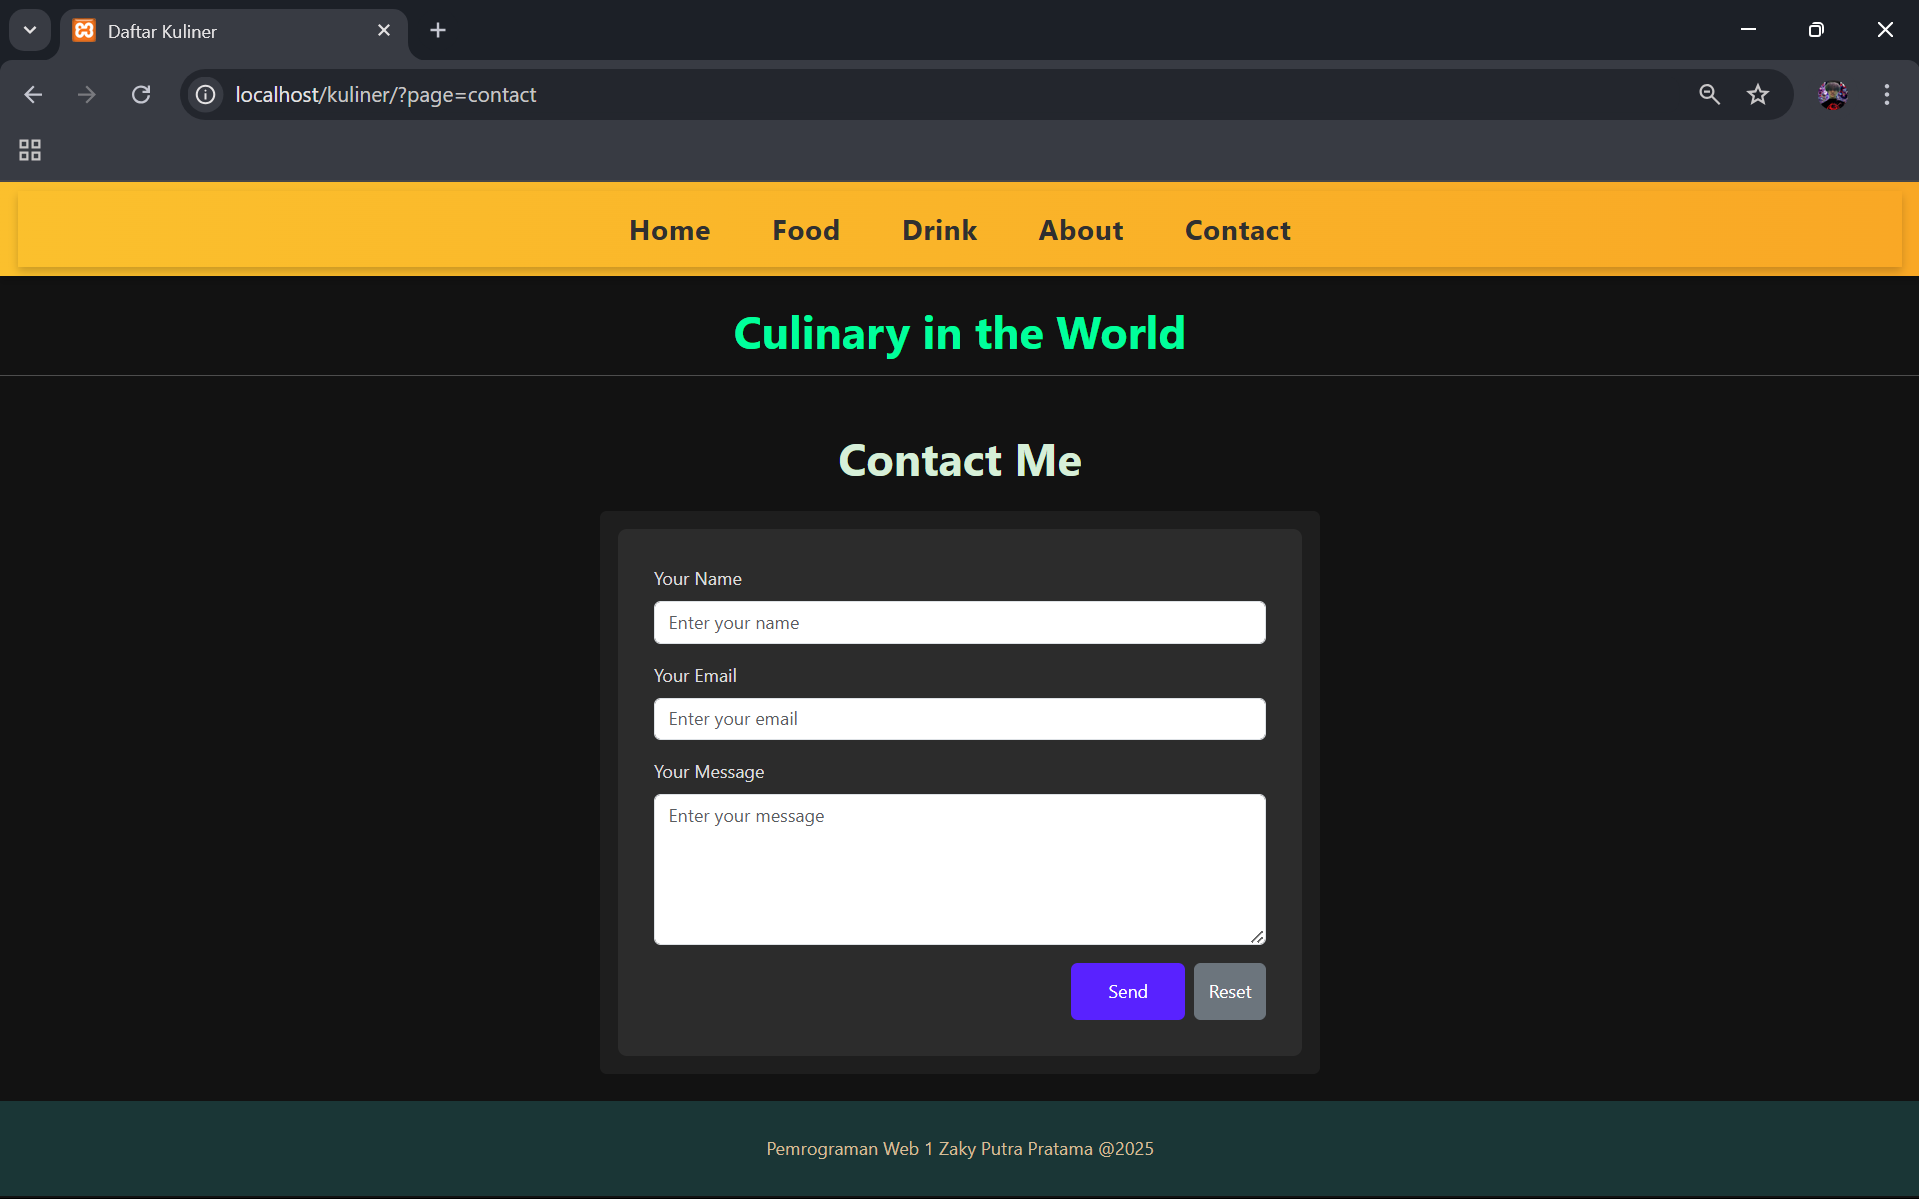 Daftar Kuliner
localhost/kuliner/?page=contact
Home Food Drink About Contact
Culinary in the World
Contact Me
Your Name
Enter your name
Your Email
Enter your email
Your Message
Enter your message
Send Reset
Pemrograman Web 1 Zaky Putra Pratama @2025